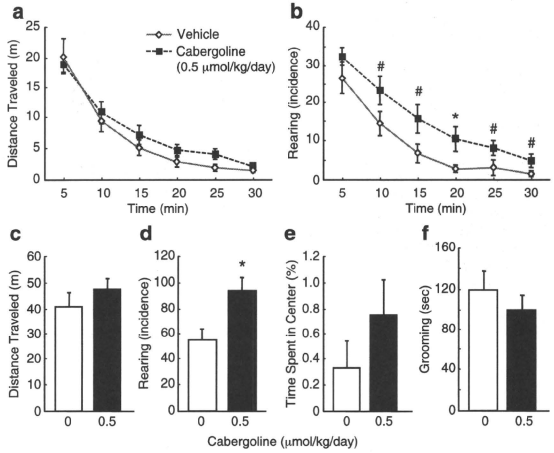 a
Distance Traveled (m)
25
20
15
10
5
0
5 10 15 20 25 30
Time (min)
Vehicle
Cabergoline
(0.5 μmol/kg/day)
b
Rearing (incidence)
40
30
20
10
0
# # * # #
5 10 15 20 25 30
Time (min)
c
Distance Traveled (m)
60
50
40
30
20
10
0
0 0.5
d
Rearing (incidence)
120
100
80
60
40
20
0
*
0 0.5
e
Time Spent in Center (%)
1.2
1.0
0.8
0.6
0.4
0.2
0
0 0.5
f
Grooming (sec)
160
120
80
40
0
0 0.5
Cabergoline (μmol/kg/day)